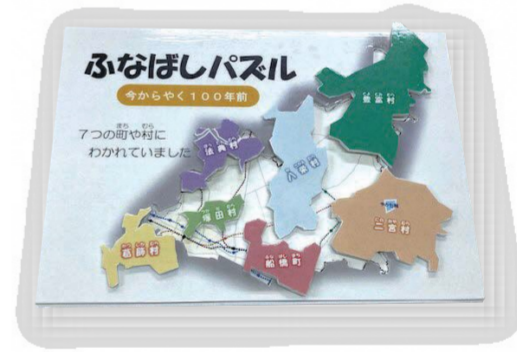 ふなばしパズル
今からやく100年前
7つの町や村に
わかれていました
豊富村
法典村
八栄村
塚田村
二宮村
葛飾村
船橋町